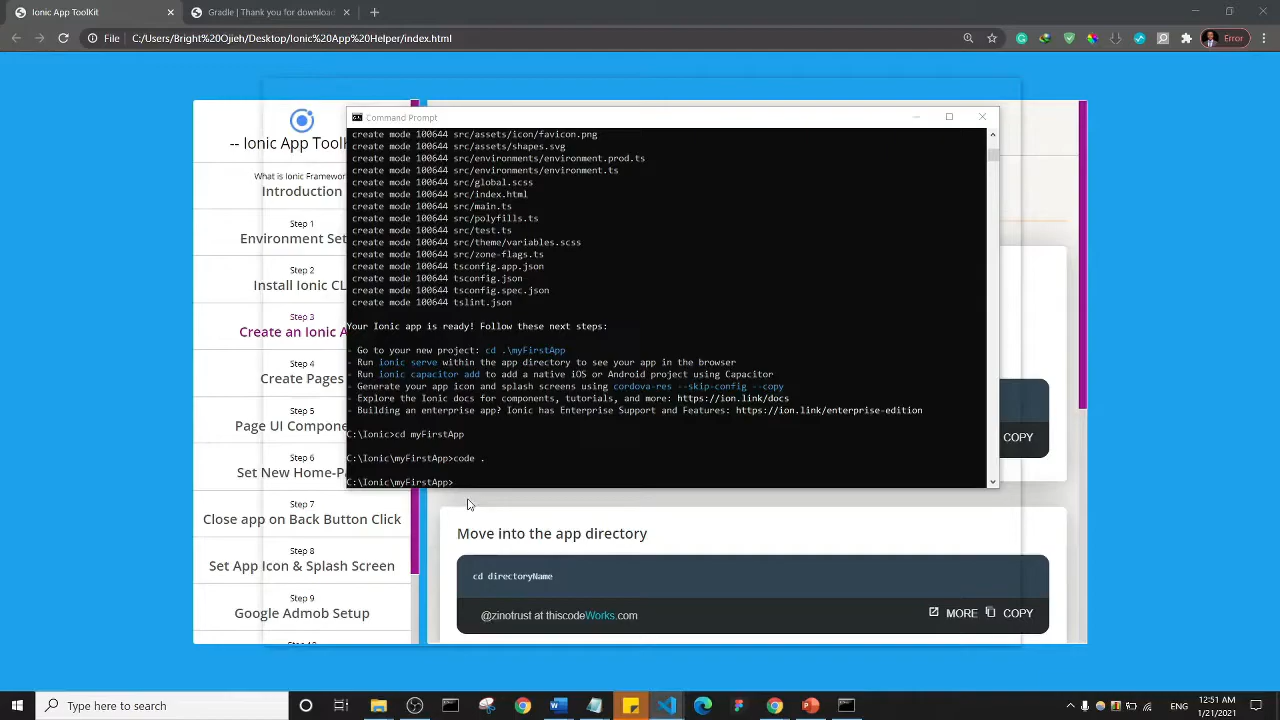 Ionic App ToolKit
Gradle | Thank you for download
File
C:/Users/Bright%20Ojieh/Desktop/Ionic%20App%20Helper/index.html
Error
-- Ionic App ToolK
What is Ionic Framewor
Introduction
Step 1
Environment Set
Step 2
Install Ionic CL
Step 3
Create an Ionic A
Step 4
Create Pages
Step 5
Page UI Compone
Step 6
Set New Home-Pa
Step 7
Close app on Back Button Click
Step 8
Set App Icon & Splash Screen
Step 9
Google Admob Setup
Command Prompt
create mode 100644 src/assets/icon/favicon.png
create mode 100644 src/assets/shapes.svg
create mode 100644 src/environments/environment.prod.ts
create mode 100644 src/environments/environment.ts
create mode 100644 src/global.scss
create mode 100644 src/index.html
create mode 100644 src/main.ts
create mode 100644 src/polyfills.ts
create mode 100644 src/test.ts
create mode 100644 src/theme/variables.scss
create mode 100644 src/zone-flags.ts
create mode 100644 tsconfig.app.json
create mode 100644 tsconfig.json
create mode 100644 tsconfig.spec.json
create mode 100644 tslint.json
Your Ionic app is ready! Follow these next steps:
- Go to your new project: cd .\myFirstApp
- Run ionic serve within the app directory to see your app in the browser
- Run ionic capacitor add to add a native iOS or Android project using Capacitor
- Generate your app icon and splash screens using cordova-res --skip-config --copy
- Explore the Ionic docs for components, tutorials, and more: https://ion.link/docs
- Building an enterprise app? Ionic has Enterprise Support and Features: https://ion.link/enterprise-edition
C:\Ionic>cd myFirstApp
C:\Ionic\myFirstApp>code .
C:\Ionic\myFirstApp>
COPY
Move into the app directory
cd directoryName
@zinotrust at thiscodeWorks.com
MORE
COPY
Type here to search
ENG
12:51 AM
1/21/2021